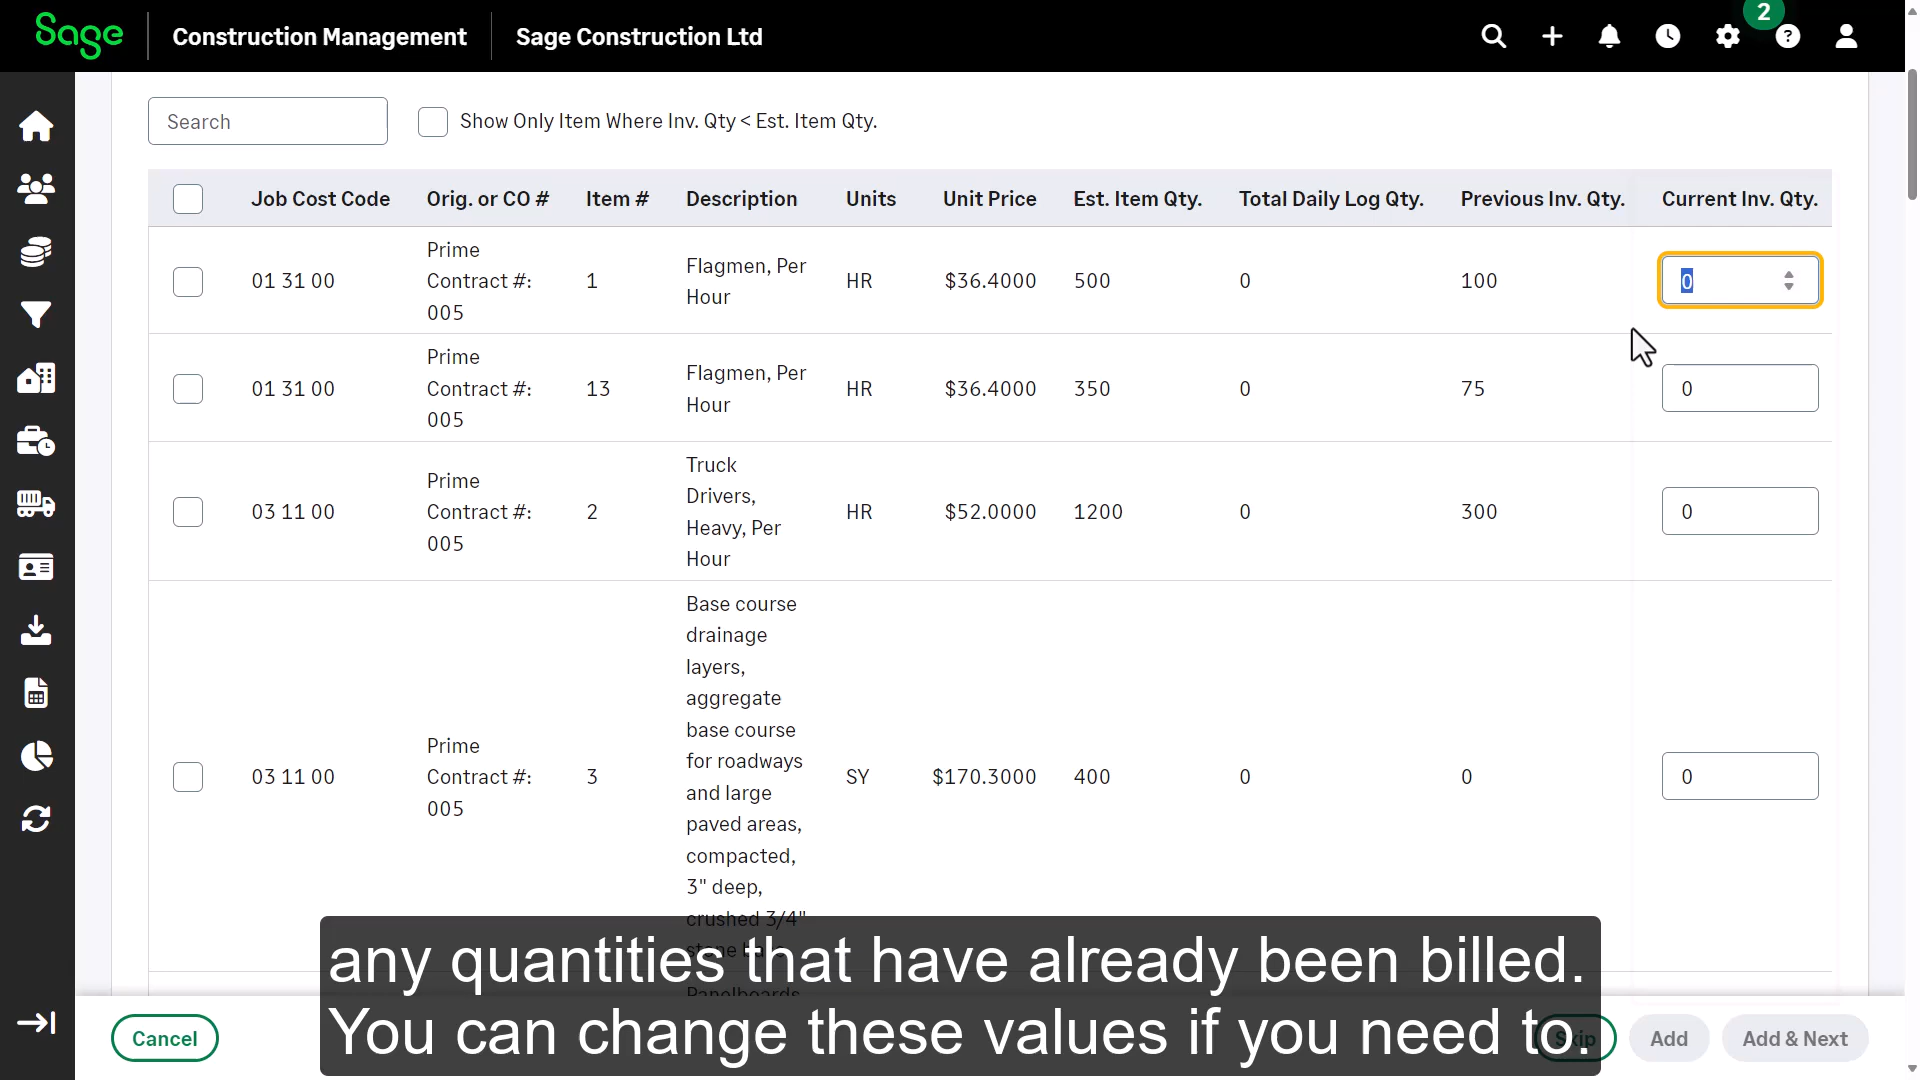 Sage Construction Management Sage Construction Ltd 2
Search Show Only Item Where Inv. Qty < Est. Item Qty.
Job Cost Code Orig. or CO # Item # Description Units Unit Price Est. Item Qty. Total Daily Log Qty. Previous Inv. Qty. Current Inv. Qty.
Prime
Flagmen, Per
01 31 00 Contract #: 1 HR $36.4000 500 0 100 0
Hour
005
Prime
Flagmen, Per
01 31 00 Contract #: 13 HR $36.4000 350 0 75 0
Hour
005
Truck
Prime Drivers,
03 11 00 Contract #: 2 HR $52.0000 1200 0 300 0
Heavy, Per
005
Hour
Base course
drainage
layers,
aggregate
base course
Prime
for roadways
03 11 00 Contract #: 3 SY $170.3000 400 0 0 0
and large
005
paved areas,
compacted,
3" deep,
crushed 3/4"
stone base
Panelboards
any quantities that have already been billed.
You can change these values if you need to.
Cancel Skip Add Add & Next